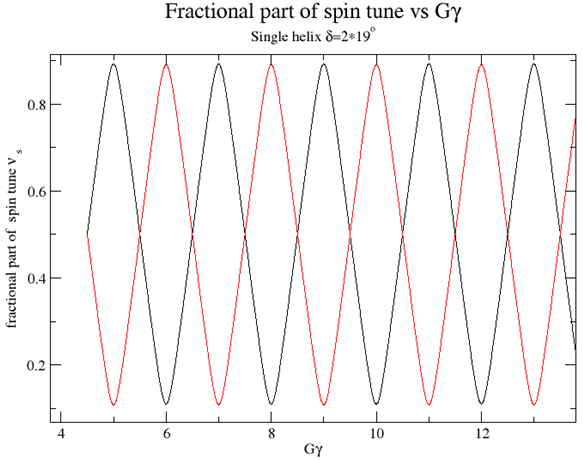 Fractional part of spin tune vs Gγ
Single helix δ=2*19°
0.8
0.6
0.4
0.2
fractional part of spin tune ν s
4 6 8 10 12
Gγ